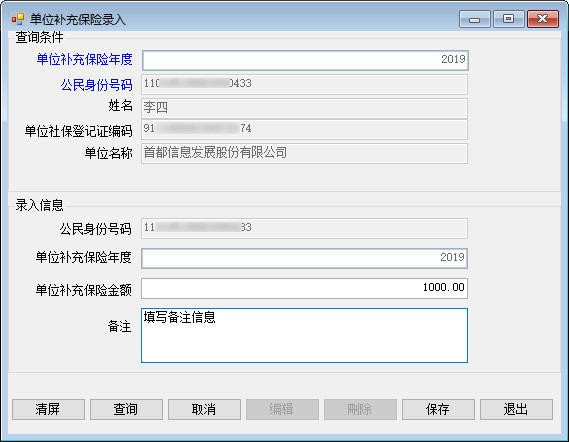 单位补充保险录入
查询条件
单位补充保险年度 2019
公民身份号码 110 0433
姓名 李四
单位社保登记证编码 91 74
单位名称 首都信息发展股份有限公司
录入信息
公民身份号码 11 33
单位补充保险年度 2019
单位补充保险金额 1000.00
备注 填写备注信息
清屏 查询 取消 编辑 刪除 保存 退出